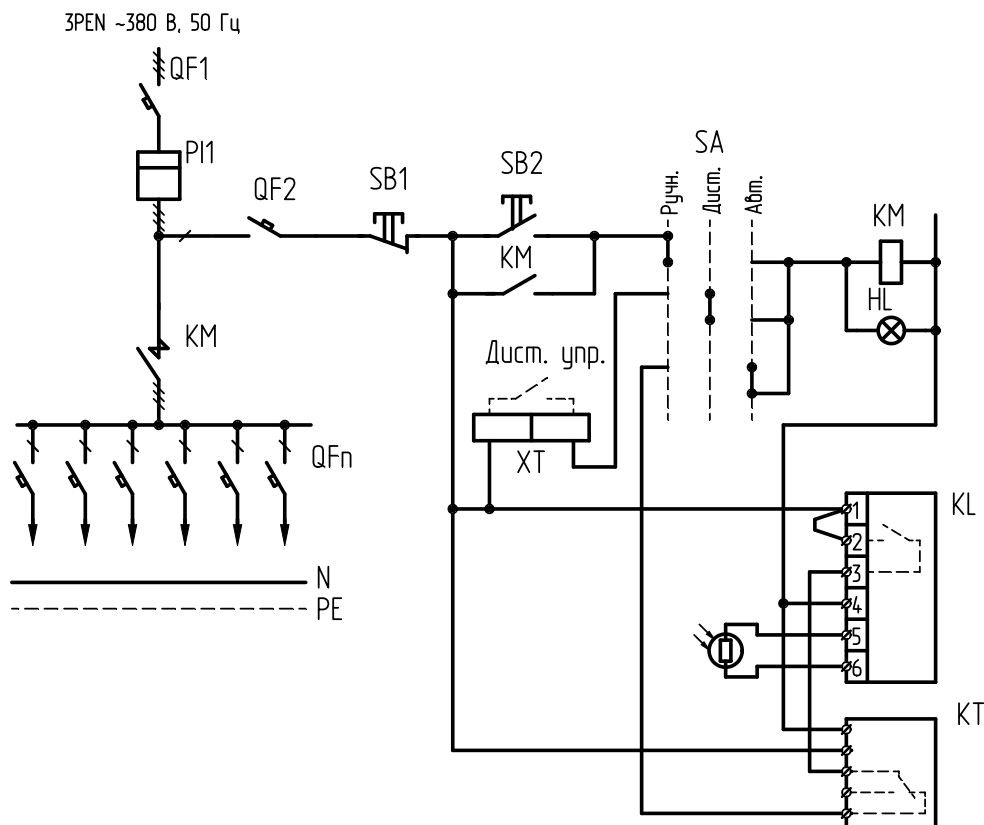 3PEN ~380 В, 50 Гц
QF1
PI1
QF2
SB1
SB2
SA
Ручн.
Дист.
Авт.
KM
KM
HL
KM
Дист. упр.
XT
QFn
N
PE
KL
1
2
3
4
5
6
KT